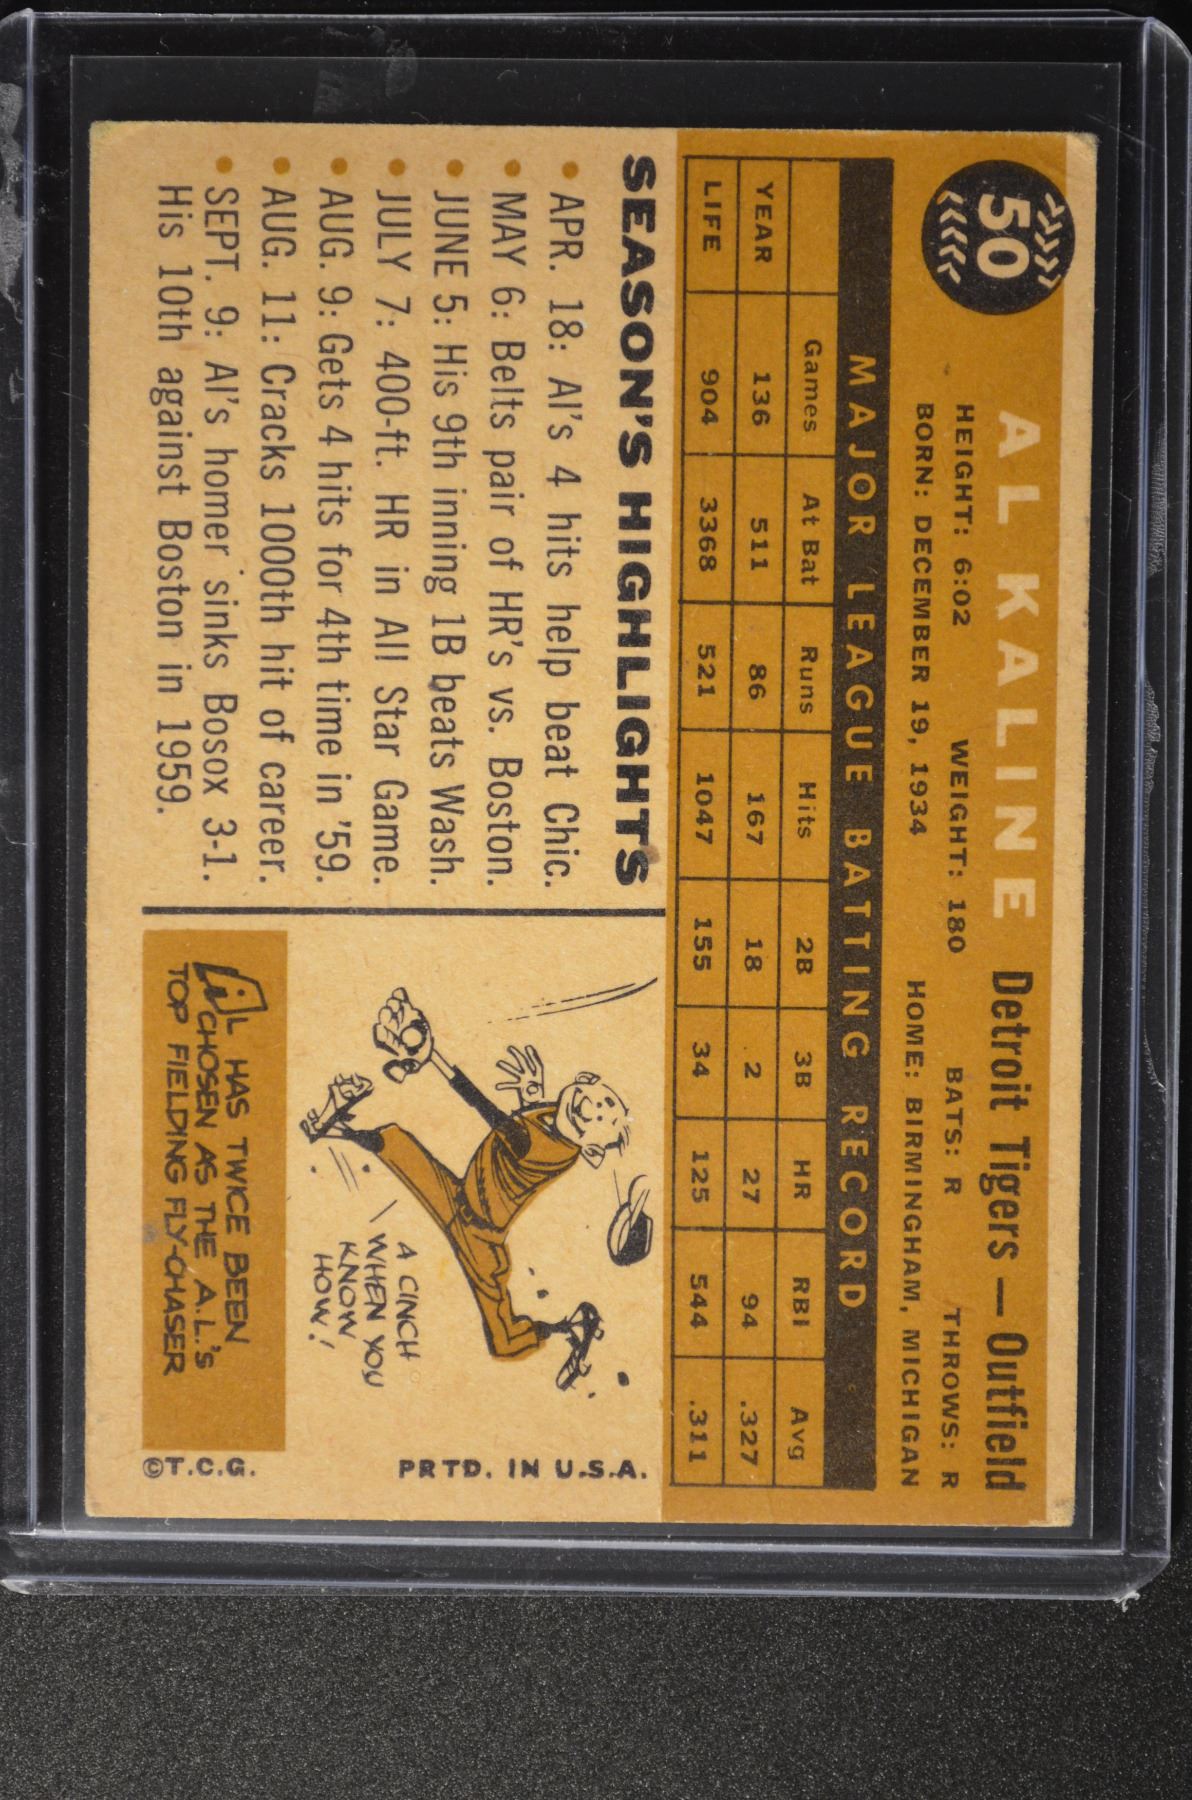 50
AL KALINE Detroit Tigers — Outfield
HEIGHT: 6:02 WEIGHT: 180 BATS: R THROWS: R
BORN: DECEMBER 19, 1934 HOME: BIRMINGHAM, MICHIGAN
MAJOR LEAGUE BATTING RECORD
Games At Bat Runs Hits 2B 3B HR RBI Avg
YEAR 136 511 86 167 18 2 27 94 .327
LIFE 904 3368 521 1047 155 34 125 544 .311
SEASON'S HIGHLIGHTS
• APR. 18: Al's 4 hits help beat Chic.
• MAY 6: Belts pair of HR's vs. Boston.
• JUNE 5: His 9th inning 1B beats Wash.
• JULY 7: 400-ft. HR in All Star Game.
• AUG. 9: Gets 4 hits for 4th time in '59.
• AUG. 11: Cracks 1000th hit of career.
• SEPT. 9: Al's homer sinks Bosox 3-1.
His 10th against Boston in 1959.
A CINCH
WHEN YOU
KNOW
HOW!
AL HAS TWICE BEEN
CHOSEN AS THE A.L.'s
TOP FIELDING FLY-CHASER
©T.C.G. PRTD. IN U.S.A.